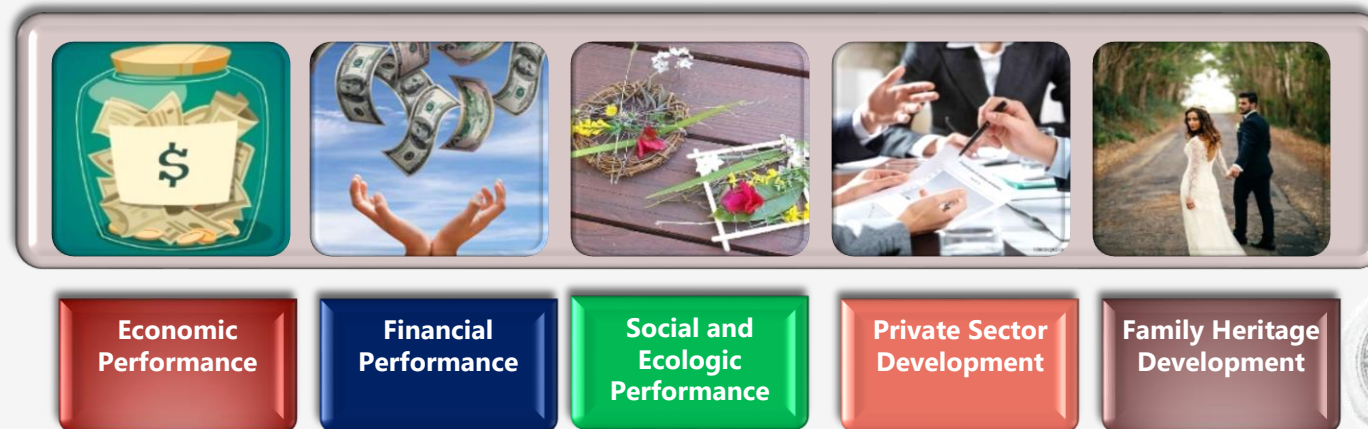 $
Economic
Performance
Financial
Performance
Social and
Ecologic
Performance
Private Sector
Development
Family Heritage
Development